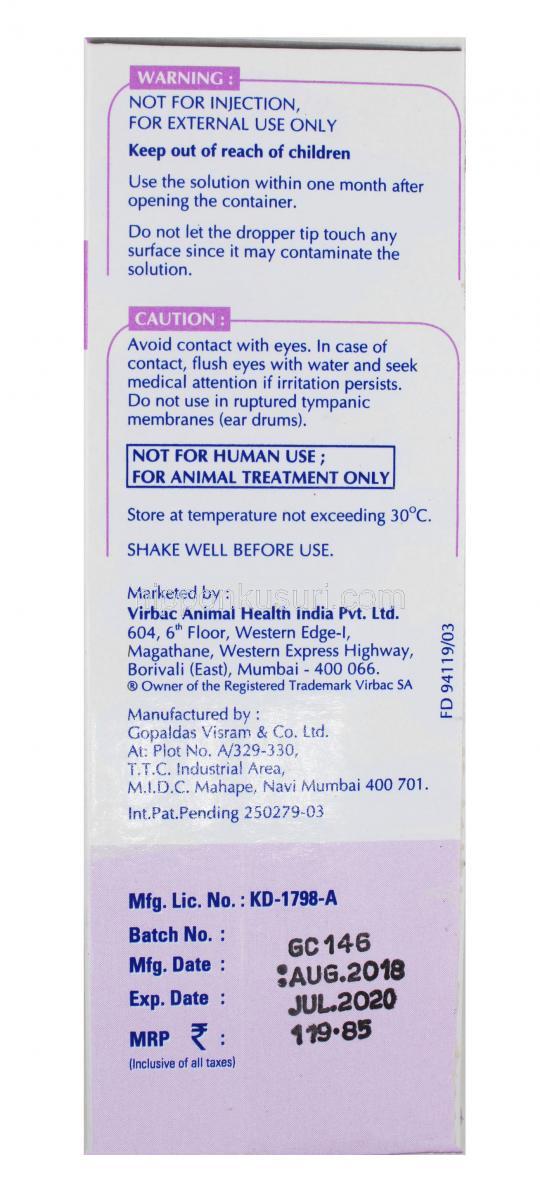 WARNING :
NOT FOR INJECTION,
FOR EXTERNAL USE ONLY
Keep out of reach of children
Use the solution within one month after
opening the container.
Do not let the dropper tip touch any
surface since it may contaminate the
solution.
CAUTION :
Avoid contact with eyes. In case of
contact, flush eyes with water and seek
medical attention if irritation persists.
Do not use in ruptured tympanic
membranes (ear drums).
NOT FOR HUMAN USE ;
FOR ANIMAL TREATMENT ONLY
Store at temperature not exceeding 30°C.
SHAKE WELL BEFORE USE.
nipponkusuri.com
Marketed by :
Virbac Animal Health India Pvt. Ltd.
604, 6th Floor, Western Edge-I,
Magathane, Western Express Highway,
Borivali (East), Mumbai - 400 066.
® Owner of the Registered Trademark Virbac SA
FD 94119/03
Manufactured by :
Gopaldas Visram & Co. Ltd.
At: Plot No. A/329-330,
T.T.C. Industrial Area,
M.I.D.C. Mahape, Navi Mumbai 400 701.
Int.Pat.Pending 250279-03
Mfg. Lic. No. : KD-1798-A
Batch No. : GC146
Mfg. Date : :AUG.2018
Exp. Date : JUL.2020
MRP ₹ : 119.85
(Inclusive of all taxes)